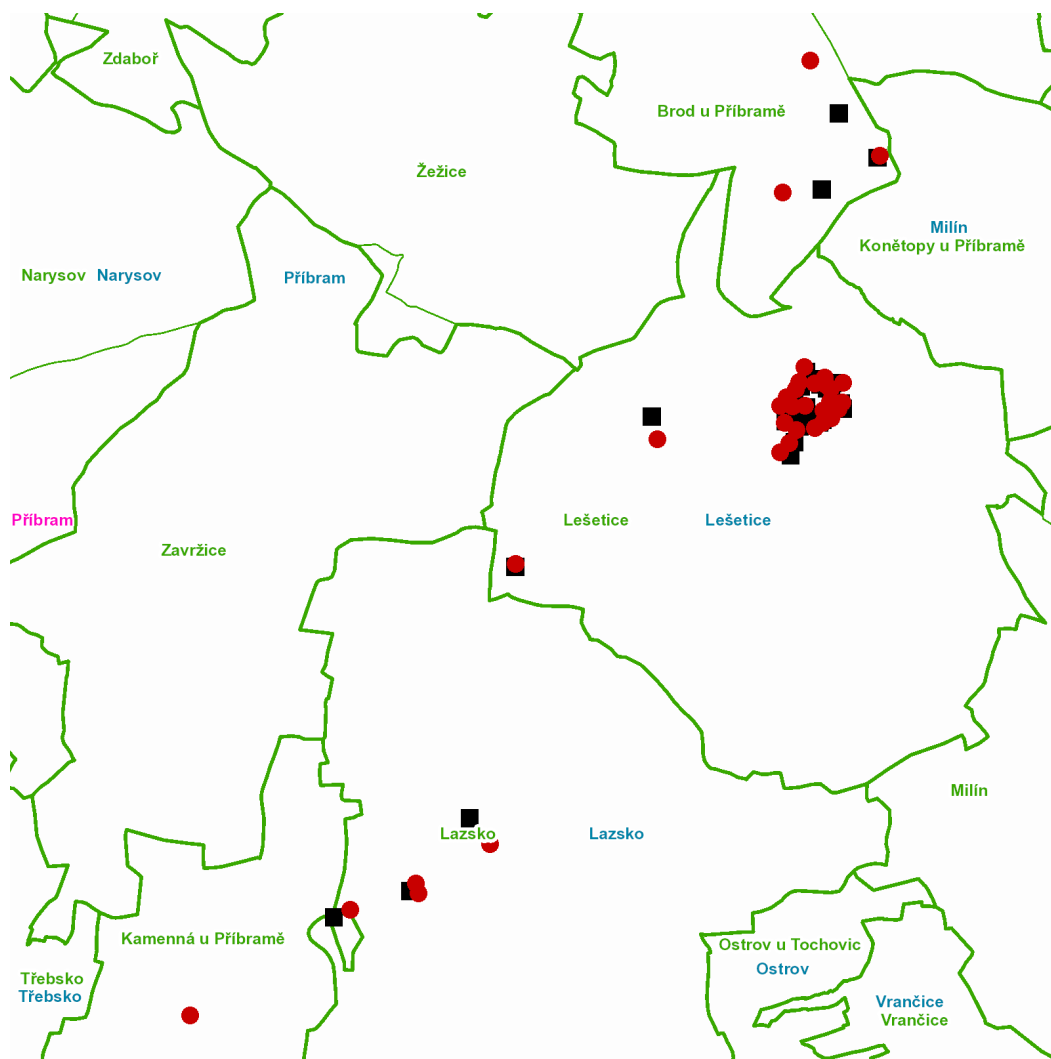 Zdaboř
Brod u Příbramě
Žežice
Milín
Konětopy u Příbramě
Narysov Narysov
Příbram
Příbram
Lešetice
Lešetice
Zavržice
Milín
Lazsko
Lazsko
Kamenná u Příbramě
Ostrov u Tochovic
Ostrov
Třebsko
Třebsko
Vrančice
Vrančice